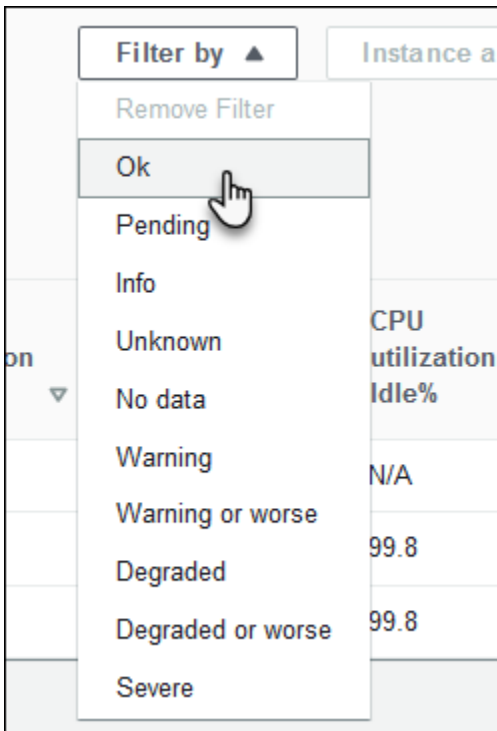 Filter by
Instance a
Remove Filter
Ok
Pending
Info
Unknown
No data
Warning
Warning or worse
Degraded
Degraded or worse
Severe
on
CPU
utilization
Idle%
N/A
99.8
99.8